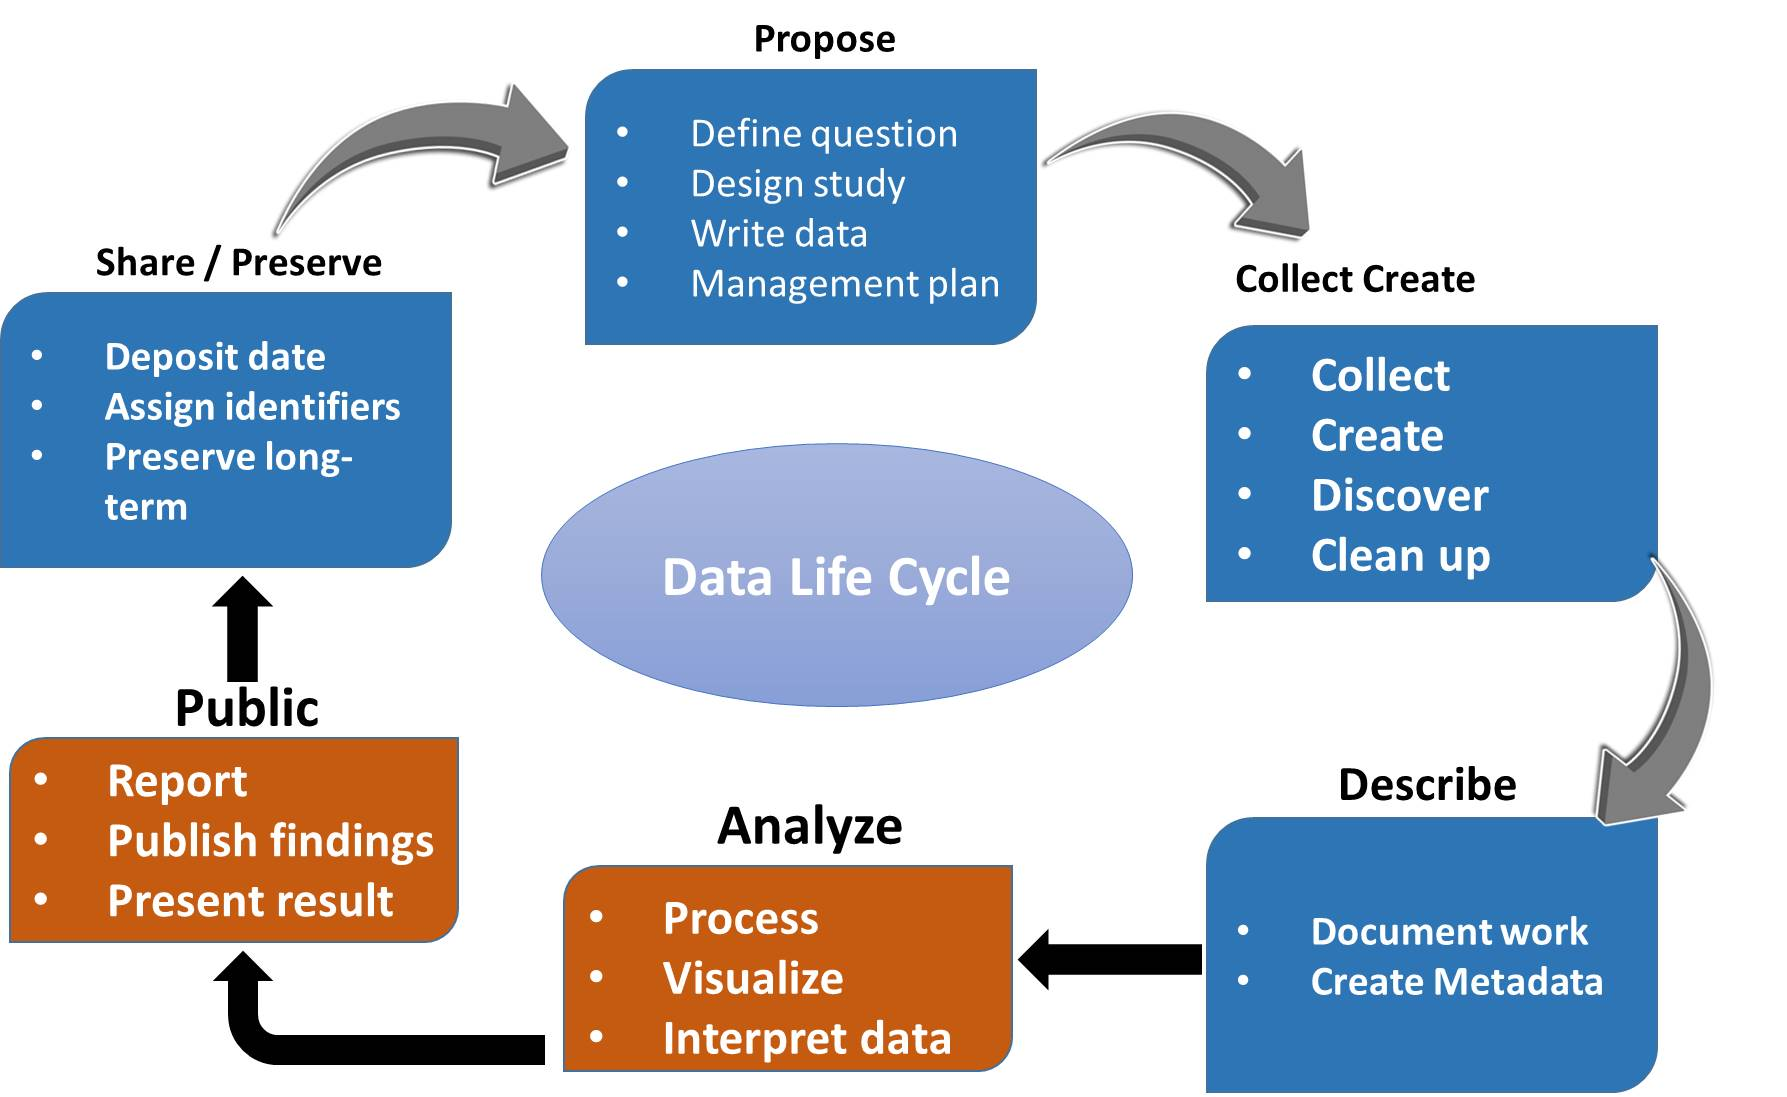 Propose
• Define question
• Design study
• Write data
• Management plan
Collect Create
• Collect
• Create
• Discover
• Clean up
Describe
• Document work
• Create Metadata
Analyze
• Process
• Visualize
• Interpret data
Public
• Report
• Publish findings
• Present result
Share / Preserve
• Deposit date
• Assign identifiers
• Preserve long-
term
Data Life Cycle